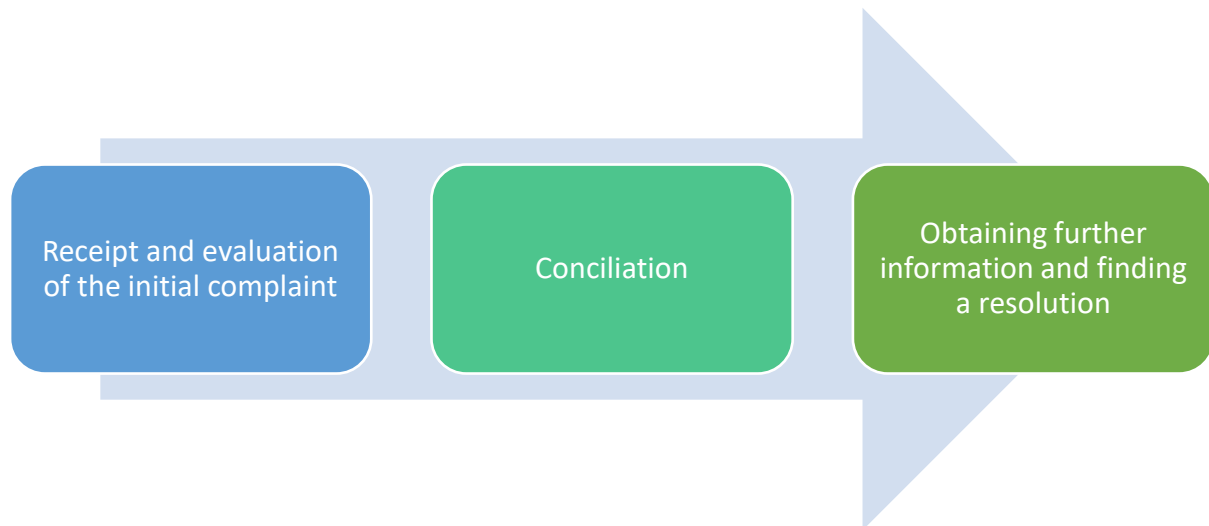 Receipt and evaluation
of the initial complaint
Conciliation
Obtaining further
information and finding
a resolution